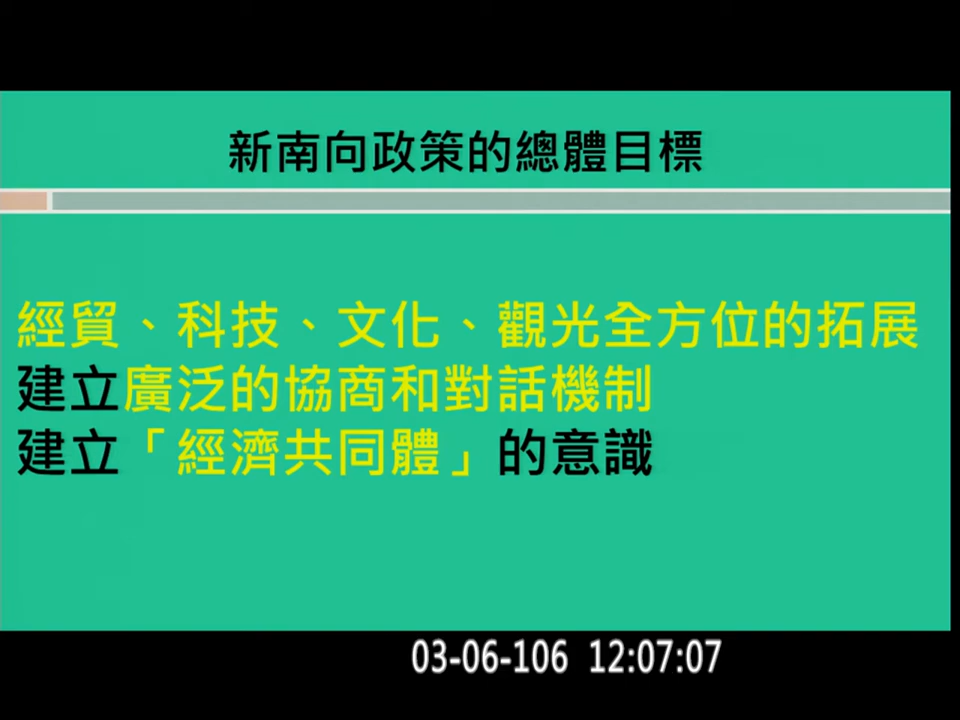 新南向政策的總體目標
經貿、科技、文化、觀光全方位的拓展
建立廣泛的協商和對話機制
建立「經濟共同體」的意識
03-06-106 12:07:07